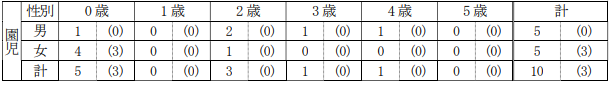 園児 性別 0歳 1歳 2歳 3歳 4歳 5歳 計
男 1 (0) 0 (0) 2 (0) 1 (0) 1 (0) 0 (0) 5 (0)
女 4 (3) 0 (0) 1 (0) 0 (0) 0 (0) 0 (0) 5 (3)
計 5 (3) 0 (0) 3 (0) 1 (0) 1 (0) 0 (0) 10 (3)